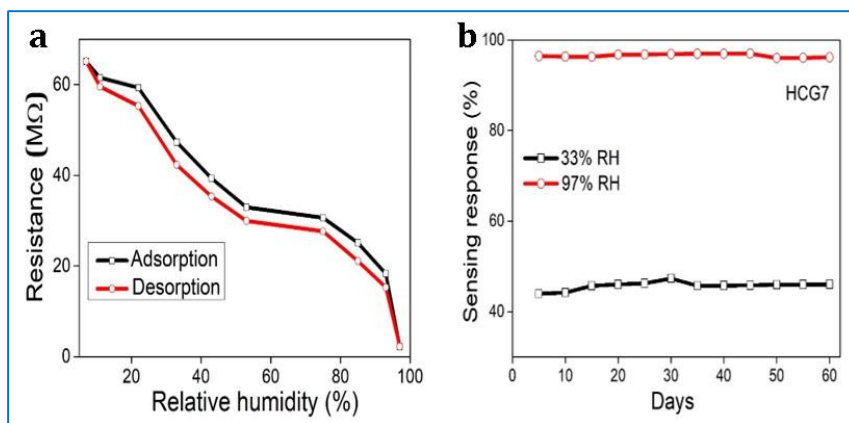 a
Resistance (MΩ)
60
40
20
0
Adsorption
Desorption
20
40
60
80
100
Relative humidity (%)
b
Sensing response (%)
100
80
60
40
HCG7
33% RH
97% RH
0
10
20
30
40
50
60
Days